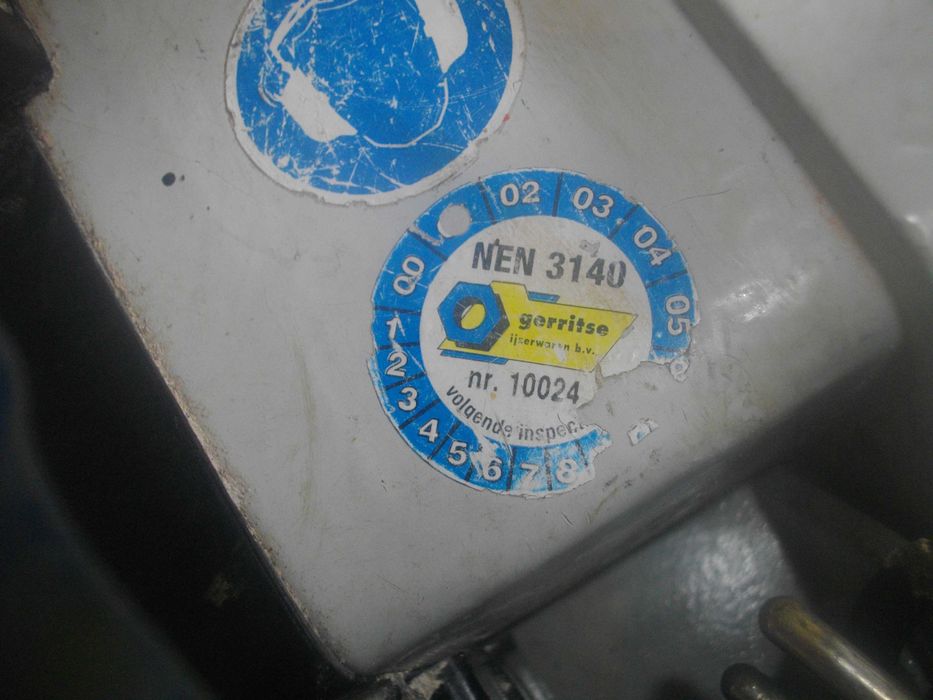 00
02
03
04
05
NEN 3140
gerritse
ijzerwaren b.v.
nr. 10024
volgende inspec
1
2
3
4
5
6
7
8